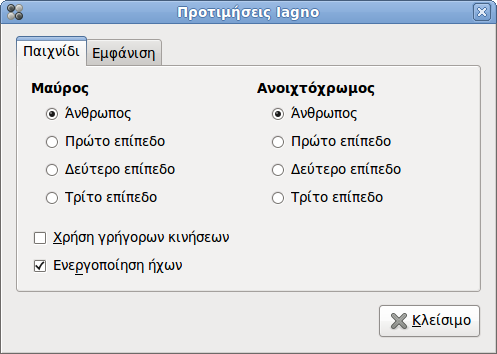 Προτιμήσεις Iagno
Παιχνίδι Εμφάνιση
Μαύρος Ανοιχτόχρωμος
Άνθρωπος Άνθρωπος
Πρώτο επίπεδο Πρώτο επίπεδο
Δεύτερο επίπεδο Δεύτερο επίπεδο
Τρίτο επίπεδο Τρίτο επίπεδο
Χρήση γρήγορων κινήσεων
Ενεργοποίηση ήχων
Κλείσιμο